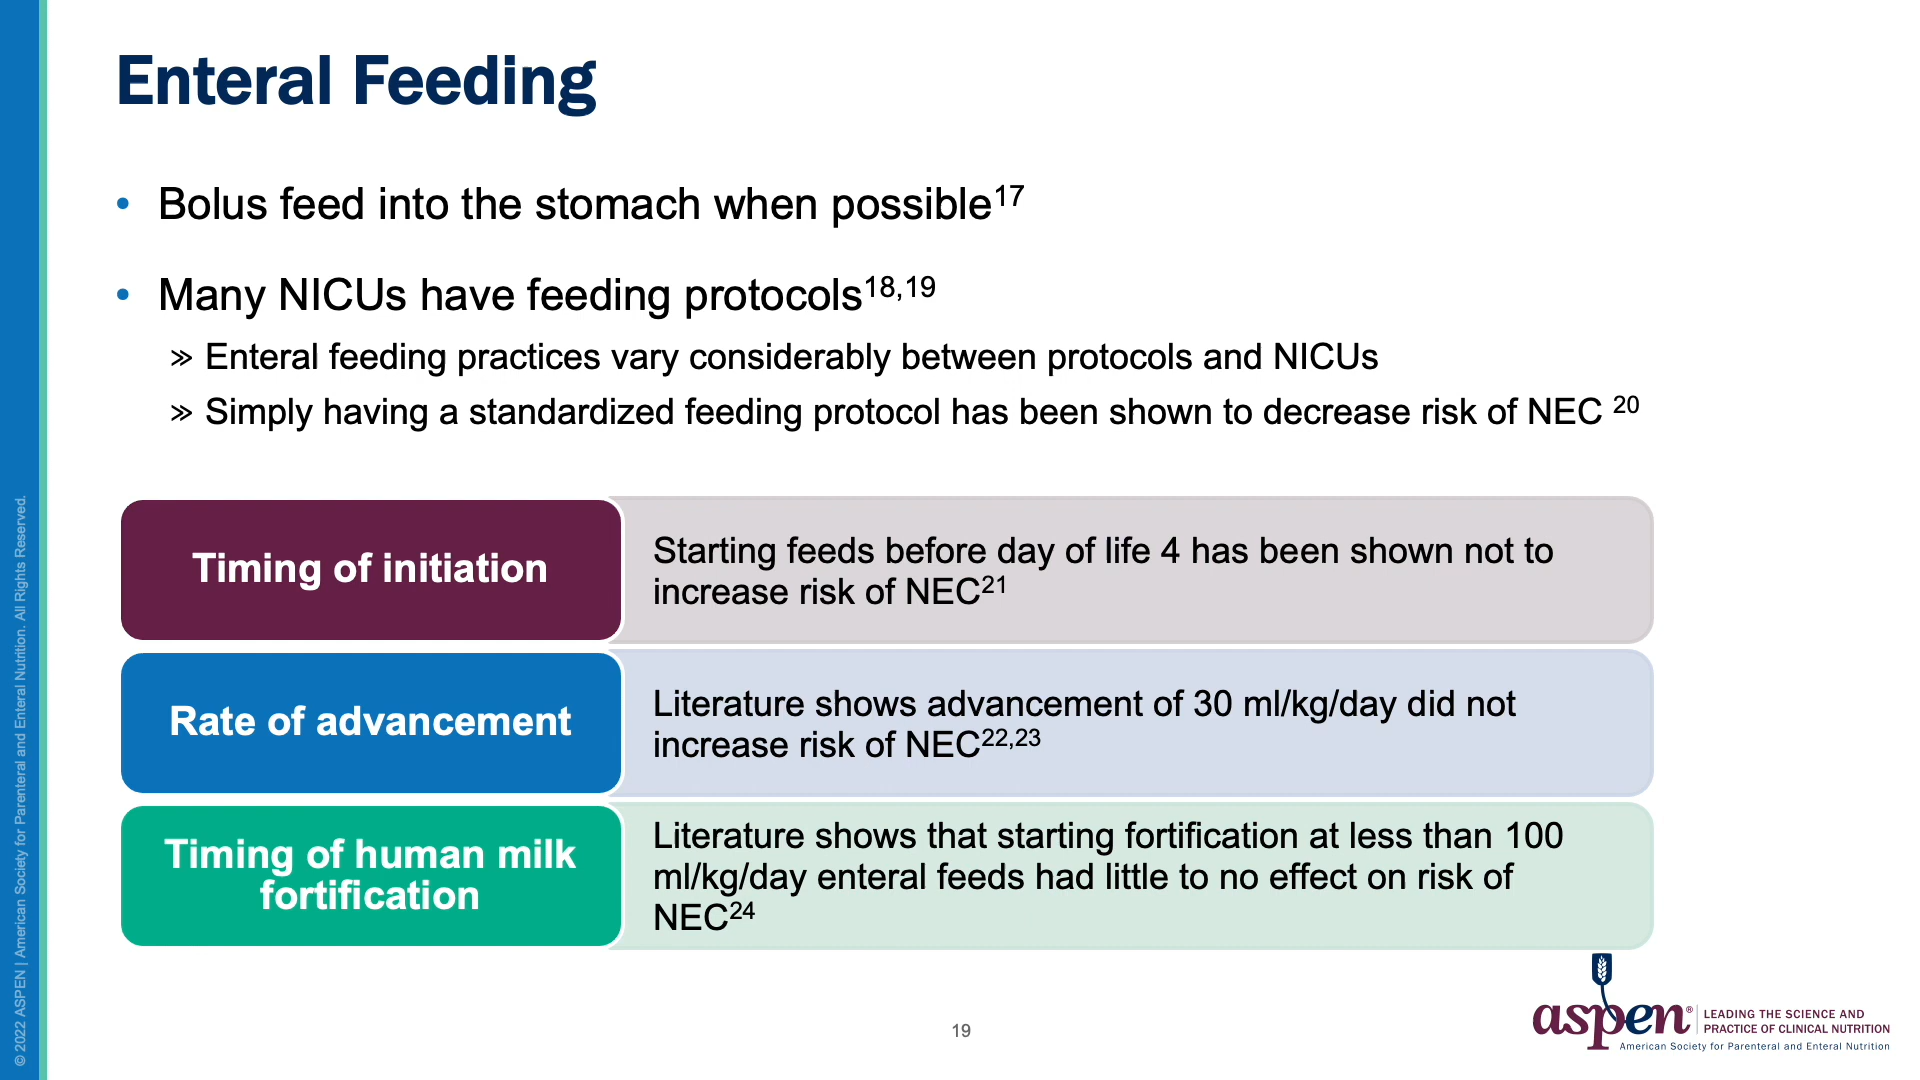 Enteral Feeding
• Bolus feed into the stomach when possible17
• Many NICUs have feeding protocols18,19
» Enteral feeding practices vary considerably between protocols and NICUs
» Simply having a standardized feeding protocol has been shown to decrease risk of NEC 20
Timing of initiation
Starting feeds before day of life 4 has been shown not to
increase risk of NEC21
Rate of advancement
Literature shows advancement of 30 ml/kg/day did not
increase risk of NEC22,23
Timing of human milk
fortification
Literature shows that starting fortification at less than 100
ml/kg/day enteral feeds had little to no effect on risk of
NEC24
© 2022 ASPEN | American Society for Parenteral and Enteral Nutrition. All Rights Reserved.
19
aspen®
LEADING THE SCIENCE AND
PRACTICE OF CLINICAL NUTRITION
American Society for Parenteral and Enteral Nutrition